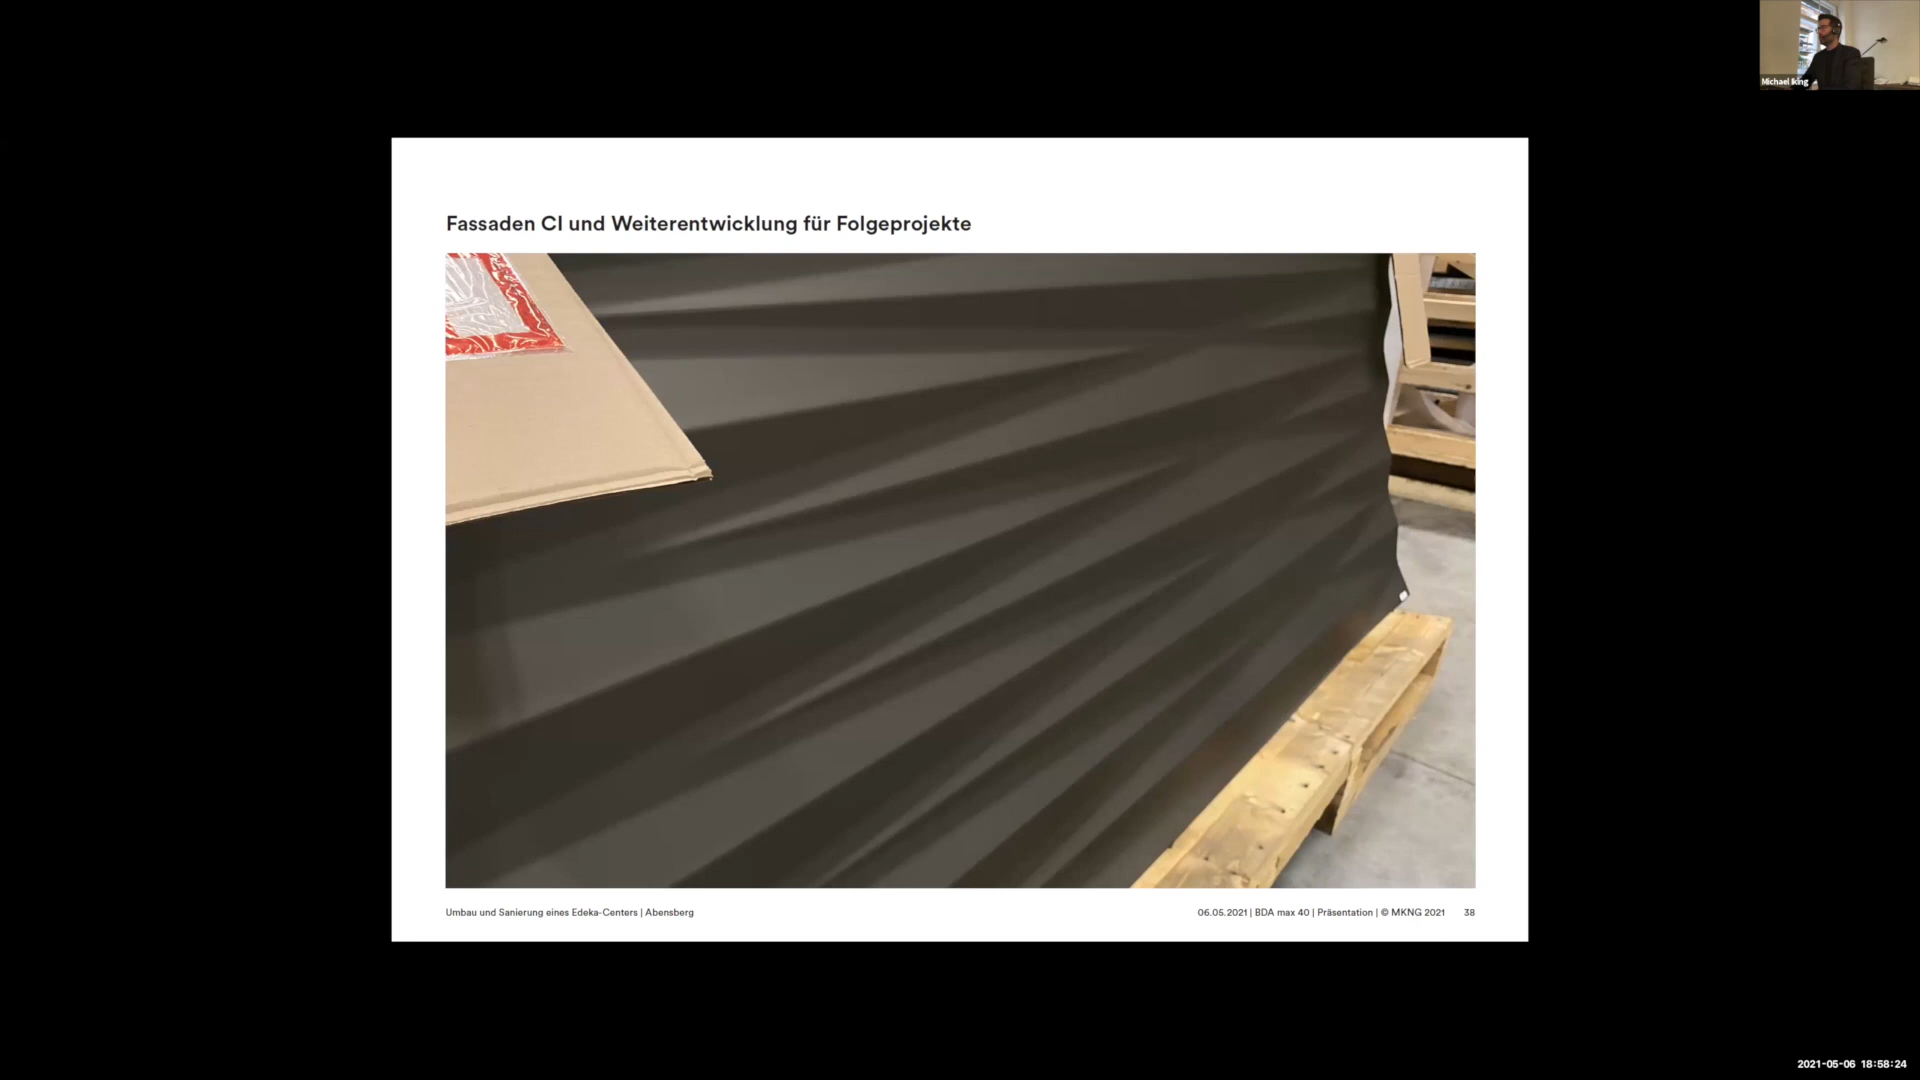 Michael Iking
Fassaden CI und Weiterentwicklung für Folgeprojekte
Umbau und Sanierung eines Edeka-Centers | Abensberg
06.05.2021 | BDA max 40 | Präsentation | © MKNG 2021 38
2021-05-06 18:58:24